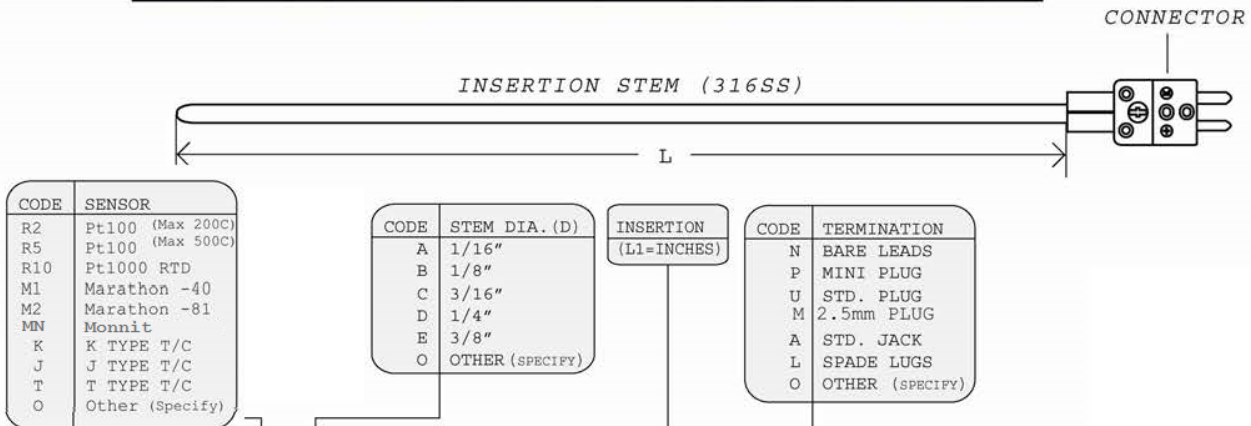 CONNECTOR
INSERTION STEM (316SS)
L
CODE SENSOR
R2 Pt100 (Max 200C)
R5 Pt100 (Max 500C)
R10 Pt1000 RTD
M1 Marathon -40
M2 Marathon -81
MN Monnit
K K TYPE T/C
J J TYPE T/C
T T TYPE T/C
O Other (Specify)
CODE STEM DIA.(D)
A 1/16"
B 1/8"
C 3/16"
D 1/4"
E 3/8"
O OTHER (SPECIFY)
INSERTION
(L1=INCHES)
CODE TERMINATION
N BARE LEADS
P MINI PLUG
U STD. PLUG
M 2.5mm PLUG
A STD. JACK
L SPADE LUGS
O OTHER (SPECIFY)